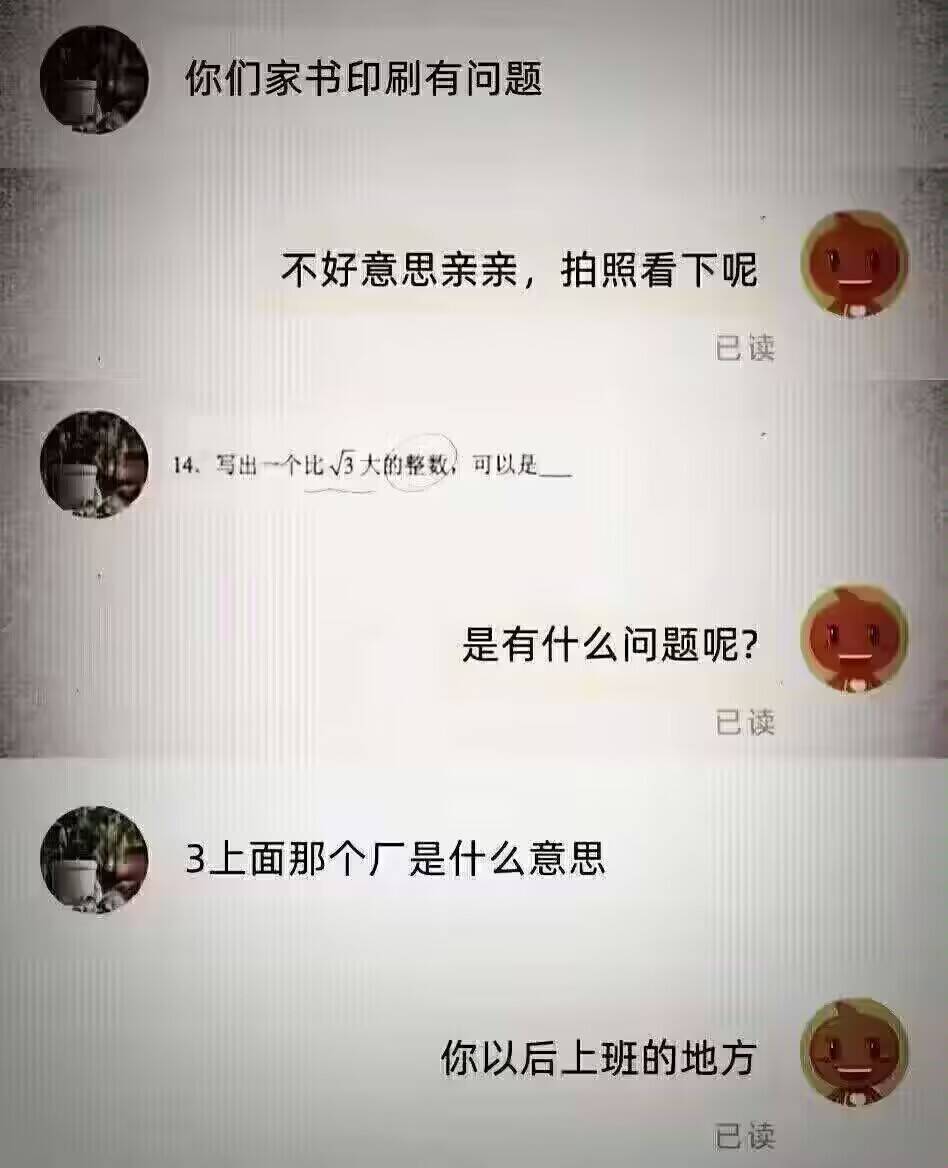 你们家书印刷有问题
不好意思亲亲，拍照看下呢
已读
14. 写出一个比√3大的整数，可以是___
是有什么问题呢?
已读
3上面那个厂是什么意思
你以后上班的地方
已读